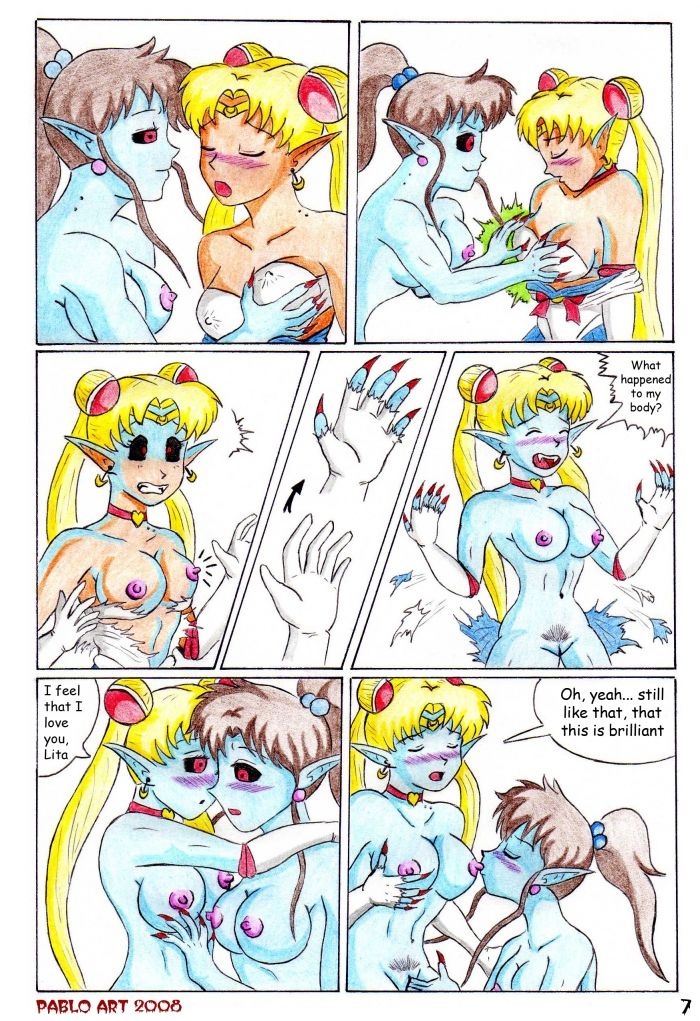 What
happened
to my
body?
I feel
that I
love
you,
Lita
Oh, yeah... still
like that, that
this is brilliant
PABLO ART 2008
7